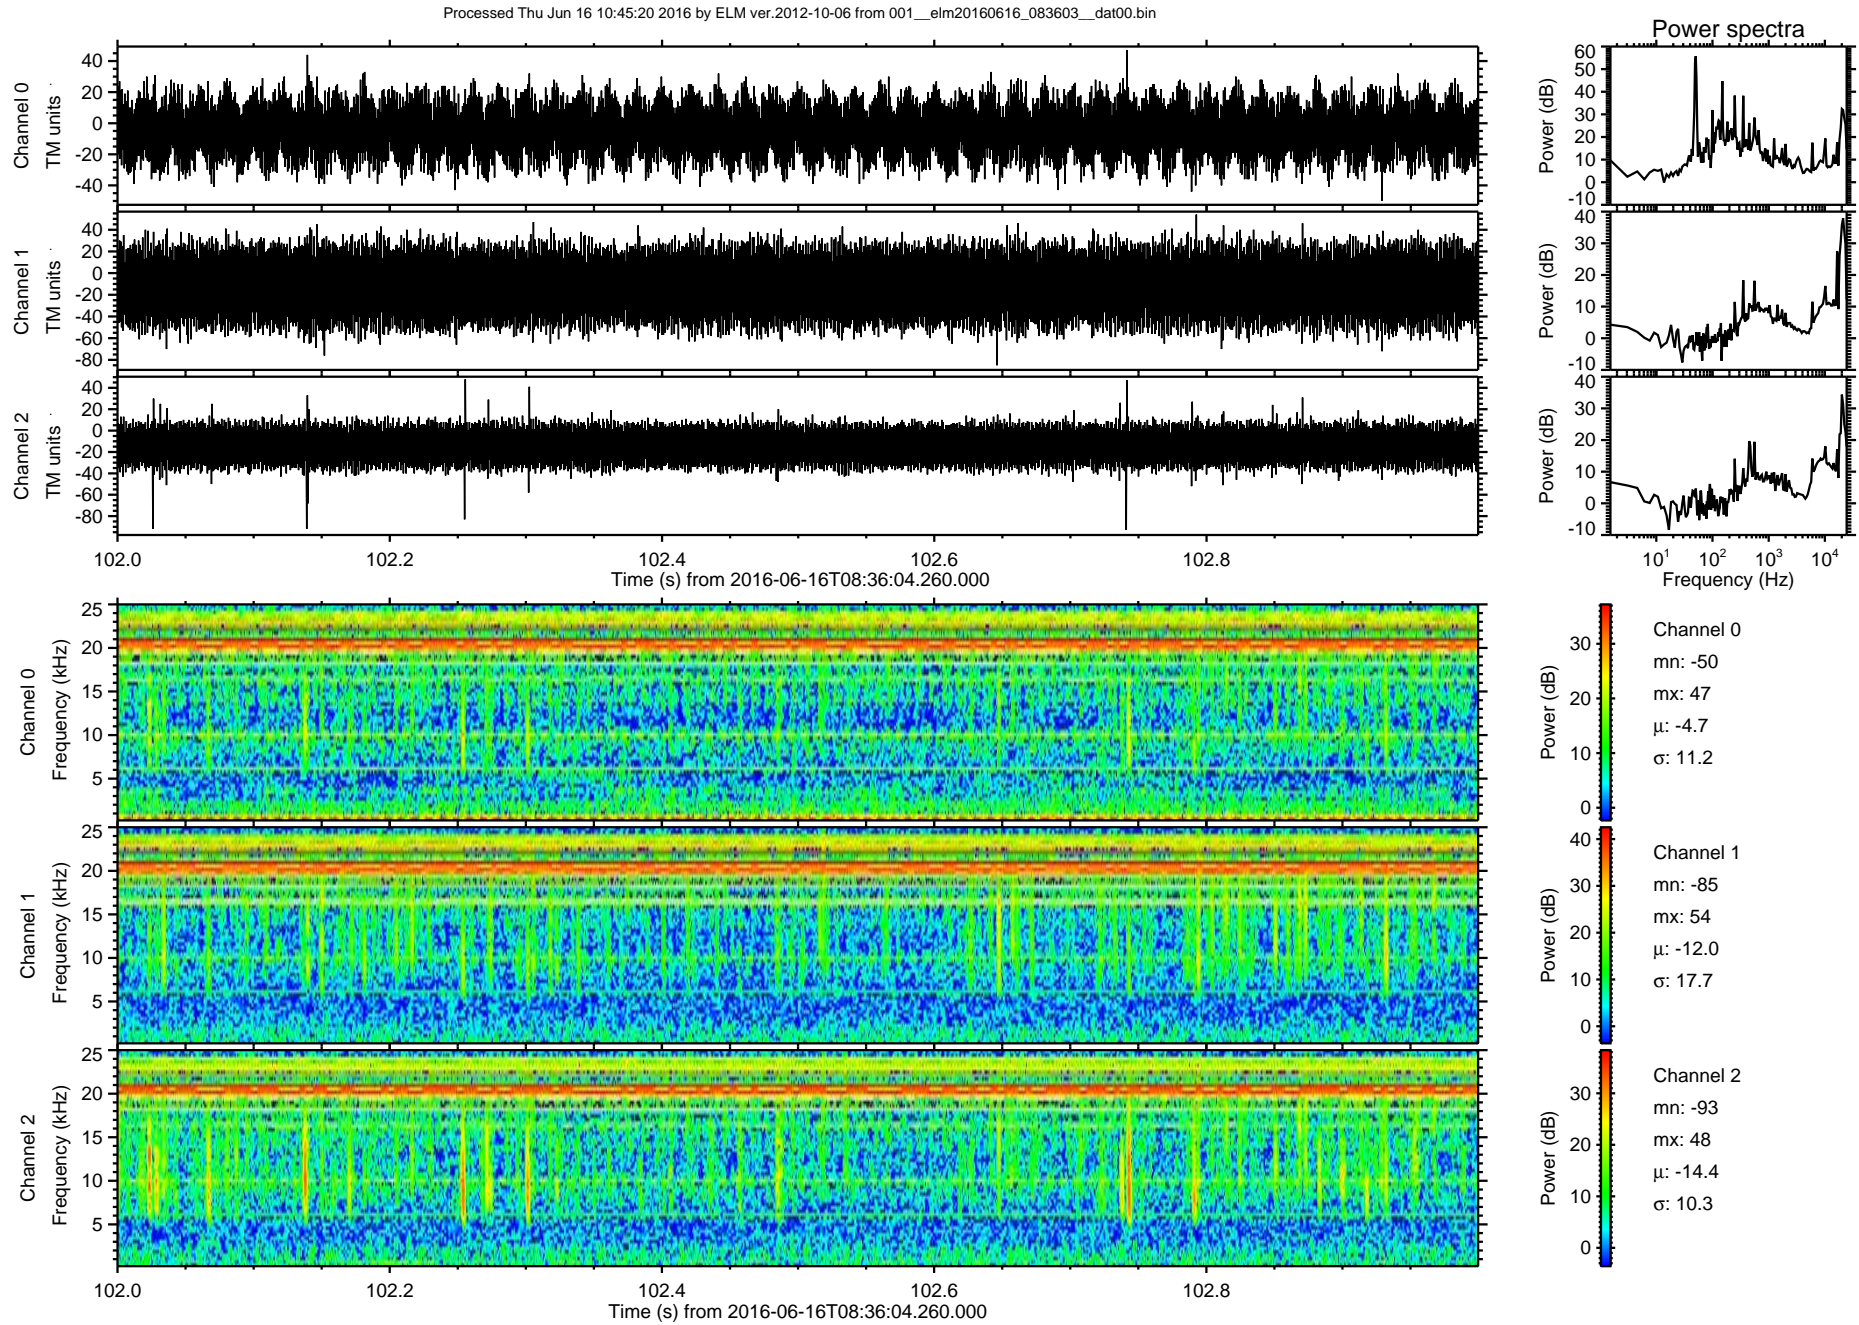 Processed Thu Jun 16 10:45:20 2016 by ELM ver.2012-10-06 from 001__elm20160616_083603__dat00.bin
Power spectra
Channel 0
TM units
40
20
0
-20
-40
Power (dB)
60
50
40
30
20
10
0
-10
Channel 1
TM units
40
20
0
-20
-40
-60
-80
Power (dB)
40
30
20
10
0
-10
Channel 2
TM units
40
20
0
-20
-40
-60
-80
Power (dB)
40
30
20
10
0
-10
102.0 102.2 102.4 102.6 102.8
Time (s) from 2016-06-16T08:36:04.260.000
10¹ 10² 10³ 10⁴
Frequency (Hz)
Channel 0
Frequency (kHz)
25
20
15
10
5
Power (dB)
30
20
10
0
Channel 0
mn: -50
mx: 47
μ: -4.7
σ: 11.2
Channel 1
Frequency (kHz)
25
20
15
10
5
Power (dB)
40
30
20
10
0
Channel 1
mn: -85
mx: 54
μ: -12.0
σ: 17.7
Channel 2
Frequency (kHz)
25
20
15
10
5
Power (dB)
30
20
10
0
Channel 2
mn: -93
mx: 48
μ: -14.4
σ: 10.3
102.0 102.2 102.4 102.6 102.8
Time (s) from 2016-06-16T08:36:04.260.000